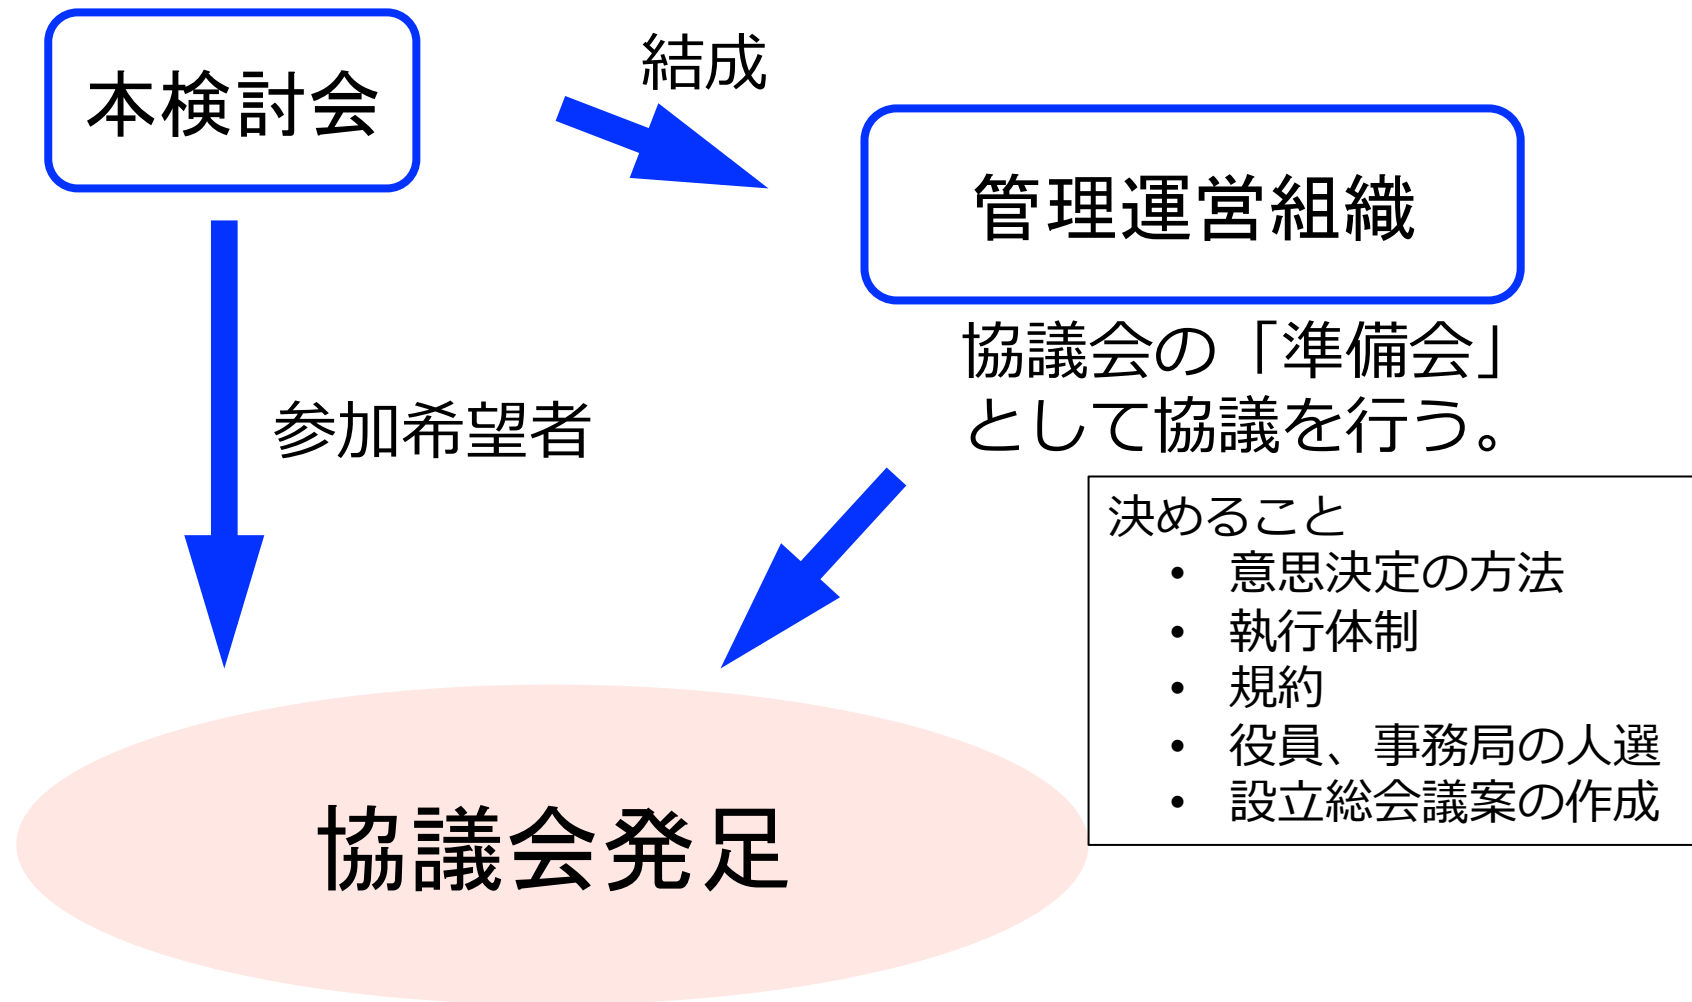 本検討会
結成
管理運営組織
協議会の「準備会」
として協議を行う。
参加希望者
決めること
• 意思決定の方法
• 執行体制
• 規約
• 役員、事務局の人選
• 設立総会議案の作成
協議会発足